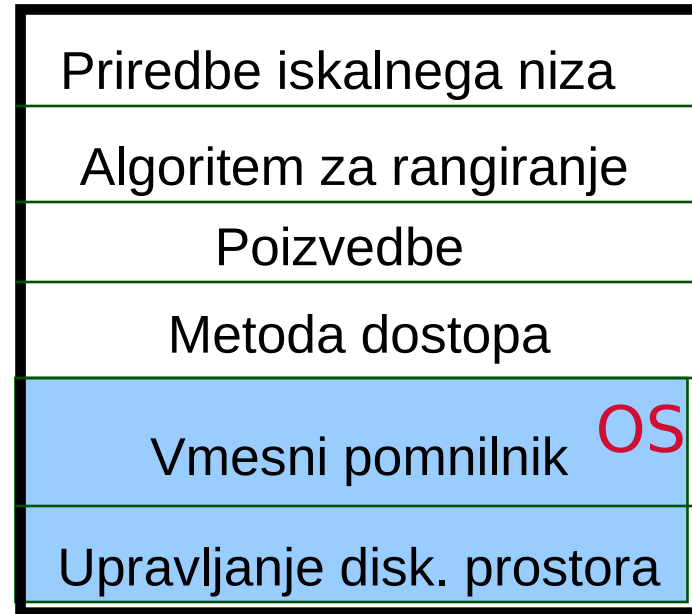 Priredbe iskalnega niza
Algoritem za rangiranje
Poizvedbe
Metoda dostopa
OS
Vmesni pomnilnik
Upravljanje disk. prostora